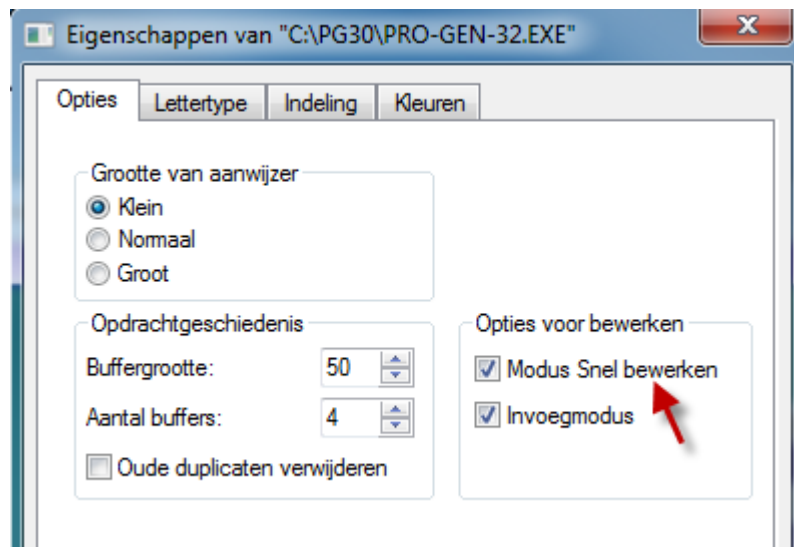 Eigenschappen van "C:\PG30\PRO-GEN-32.EXE"
Opties Lettertype Indeling Kleuren
Grootte van aanwijzer
Klein
Normaal
Groot
Opdrachtgeschiedenis
Buffergrootte: 50
Aantal buffers: 4
Oude duplicaten verwijderen
Opties voor bewerken
Modus Snel bewerken
Invoegmodus